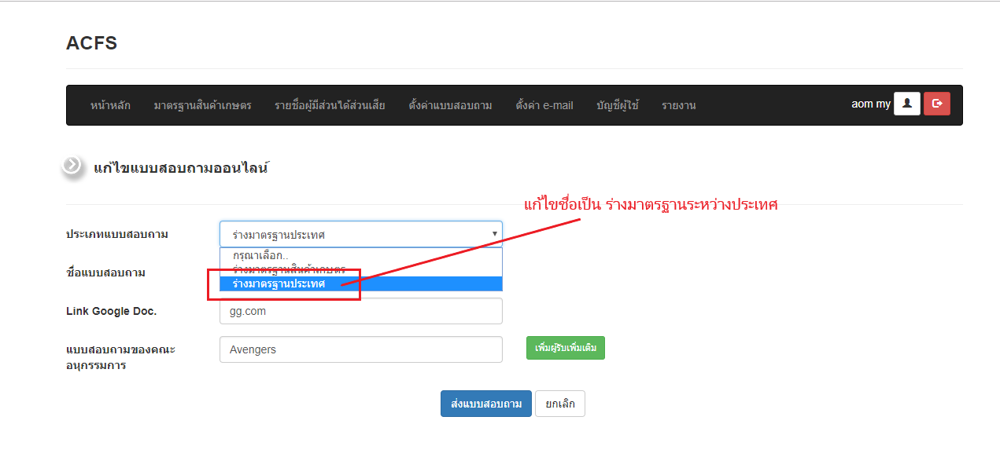 ACFS
หน้าหลัก มาตรฐานสินค้าเกษตร รายชื่อผู้มีส่วนได้ส่วนเสีย ตั้งค่าแบบสอบถาม ตั้งค่า e-mail บัญชีผู้ใช้ รายงาน aom my
แก้ไขแบบสอบถามออนไลน์
แก้ไขชื่อเป็น ร่างมาตรฐานระหว่างประเทศ
ประเภทแบบสอบถาม ร่างมาตรฐานประเทศ
กรุณาเลือก..
ชื่อแบบสอบถาม ร่างมาตรฐานสินค้าเกษตร
ร่างมาตรฐานประเทศ
Link Google Doc. gg.com
แบบสอบถามของคณะ Avengers เพิ่มผู้รับเพิ่มเติม
อนุกรรมการ
ส่งแบบสอบถาม ยกเลิก